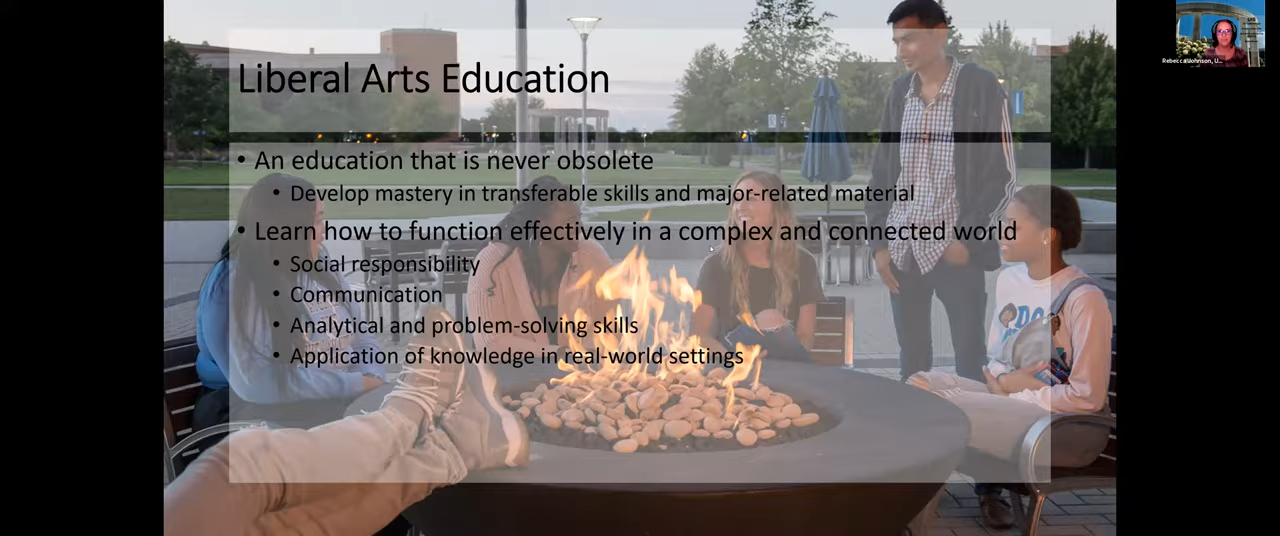 Liberal Arts Education
• An education that is never obsolete
• Develop mastery in transferable skills and major-related material
• Learn how to function effectively in a complex and connected world
• Social responsibility
• Communication
• Analytical and problem-solving skills
• Application of knowledge in real-world settings
Rebecca Johnson, U...